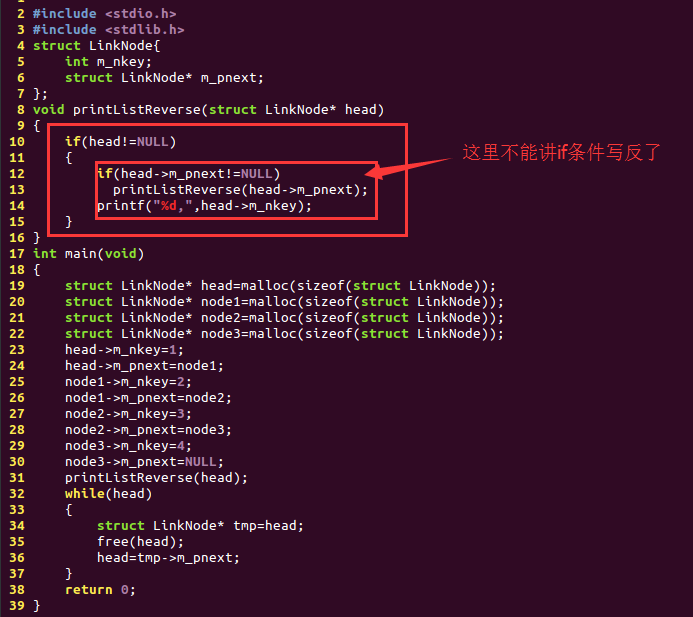 1
2 #include <stdio.h>
3 #include <stdlib.h>
4 struct LinkNode{
5     int m_nkey;
6     struct LinkNode* m_pnext;
7 };
8 void printListReverse(struct LinkNode* head)
9 {
10     if(head!=NULL)
11     {
12         if(head->m_pnext!=NULL)
这里不能讲if条件写反了
13           printListReverse(head->m_pnext);
14         printf("%d,",head->m_nkey);
15     }
16 }
17 int main(void)
18 {
19     struct LinkNode* head=malloc(sizeof(struct LinkNode));
20     struct LinkNode* node1=malloc(sizeof(struct LinkNode));
21     struct LinkNode* node2=malloc(sizeof(struct LinkNode));
22     struct LinkNode* node3=malloc(sizeof(struct LinkNode));
23     head->m_nkey=1;
24     head->m_pnext=node1;
25     node1->m_nkey=2;
26     node1->m_pnext=node2;
27     node2->m_nkey=3;
28     node2->m_pnext=node3;
29     node3->m_nkey=4;
30     node3->m_pnext=NULL;
31     printListReverse(head);
32     while(head)
33     {
34         struct LinkNode* tmp=head;
35         free(head);
36         head=tmp->m_pnext;
37     }
38     return 0;
39 }